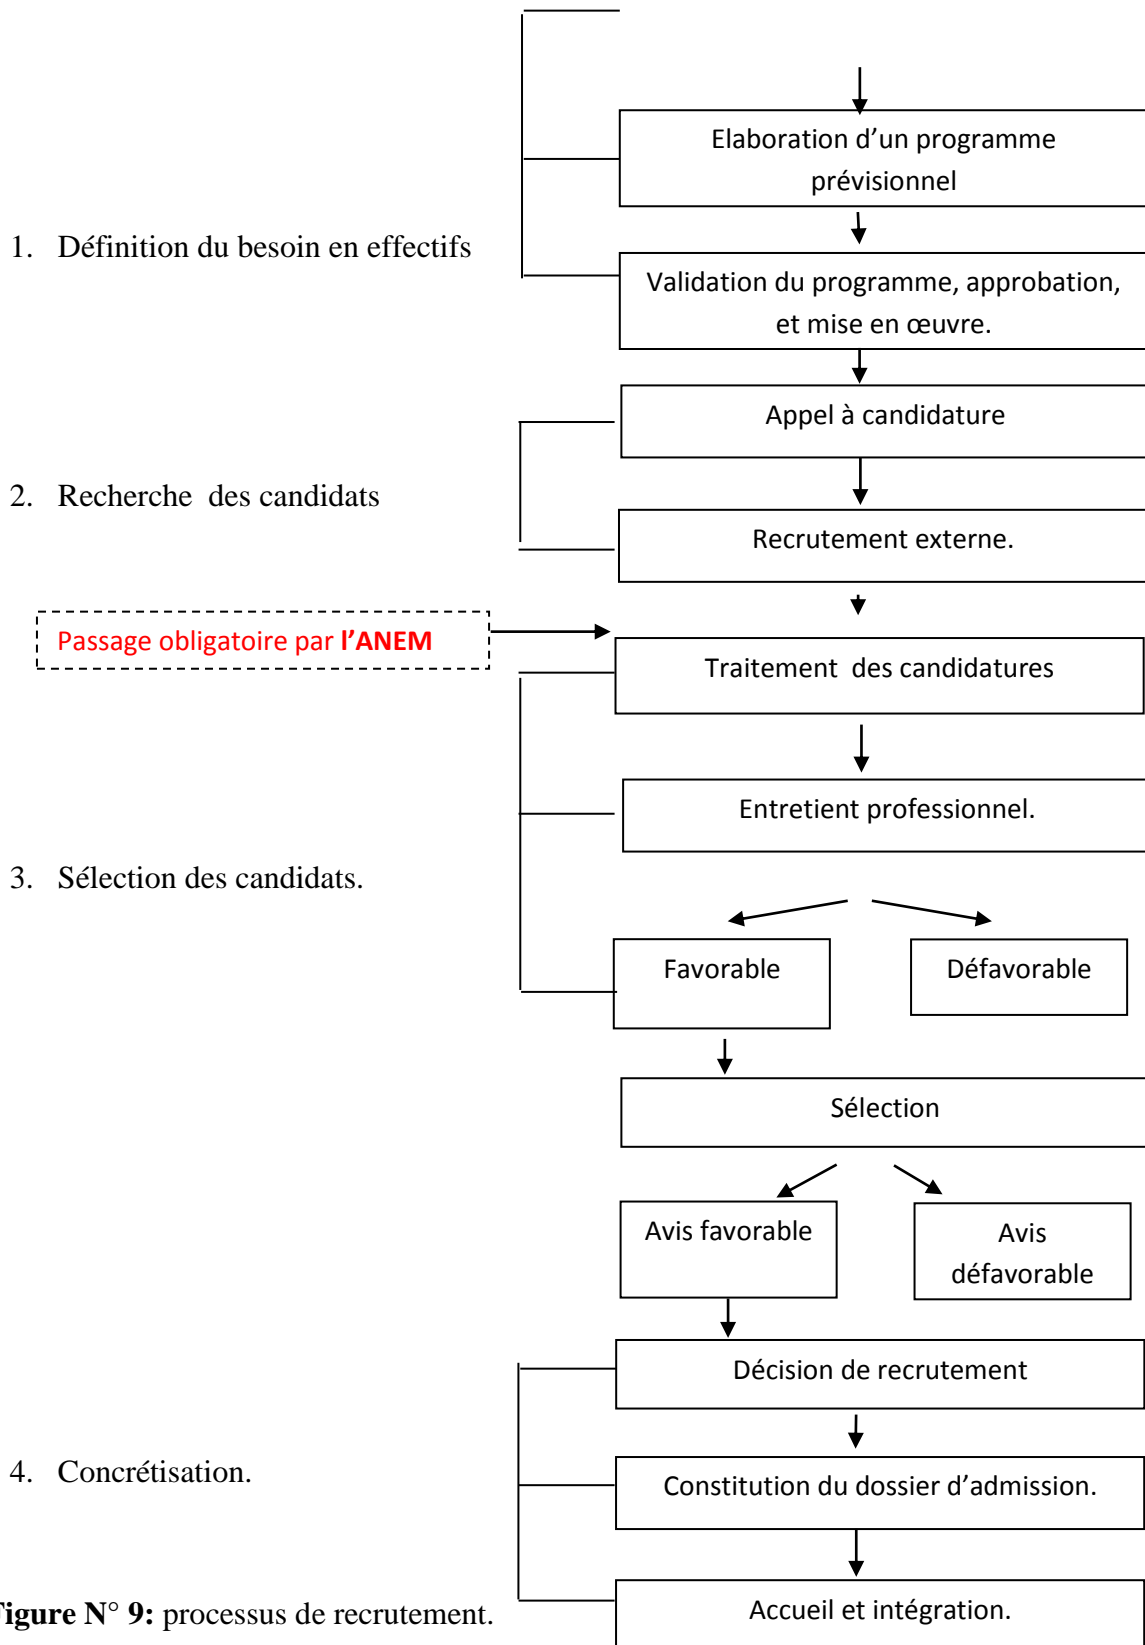 Elaboration d’un programme
prévisionnel
1. Définition du besoin en effectifs
Validation du programme, approbation,
et mise en œuvre.
Appel à candidature
2. Recherche  des candidats
Recrutement externe.
Passage obligatoire par l’ANEM
Traitement  des candidatures
Entretient professionnel.
3. Sélection des candidats.
Favorable
Défavorable
Sélection
Avis favorable
Avis
défavorable
Décision de recrutement
4. Concrétisation.
Constitution du dossier d’admission.
Accueil et intégration.
Figure N° 9: processus de recrutement.